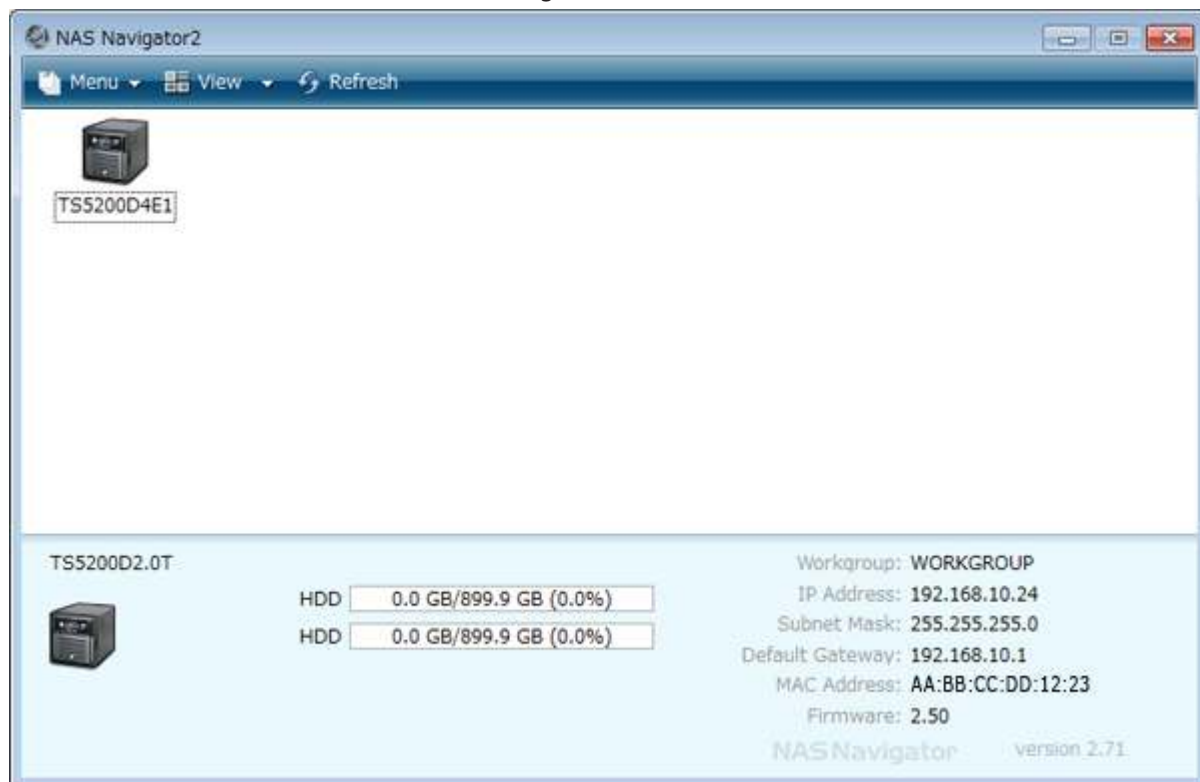 NAS Navigator2
Menu View Refresh
TS5200D4E1
TS5200D2.0T
HDD 0.0 GB/899.9 GB (0.0%)
HDD 0.0 GB/899.9 GB (0.0%)
Workgroup: WORKGROUP
IP Address: 192.168.10.24
Subnet Mask: 255.255.255.0
Default Gateway: 192.168.10.1
MAC Address: AA:BB:CC:DD:12:23
Firmware: 2.50
NASNavigator version 2.71